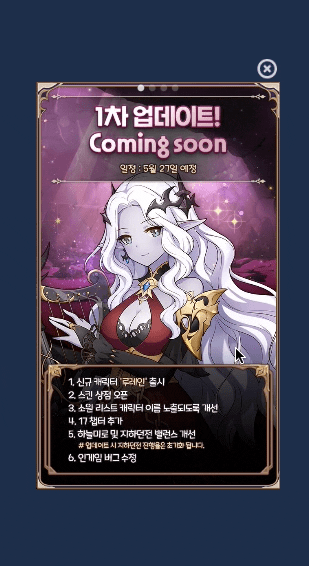 1차 업데이트!
Coming soon
일정 : 5월 27일 예정
1. 신규 캐릭터 '루레인' 출시
2. 스킨 상점 오픈
3. 소원 리스트 캐릭터 이름 노출되도록 개선
4. 17 챕터 추가
5. 하늘미로 및 지하던전 밸런스 개선
# 업데이트 시 지하던전 진행율은 초기화 됩니다.
6. 인게임 버그 수정